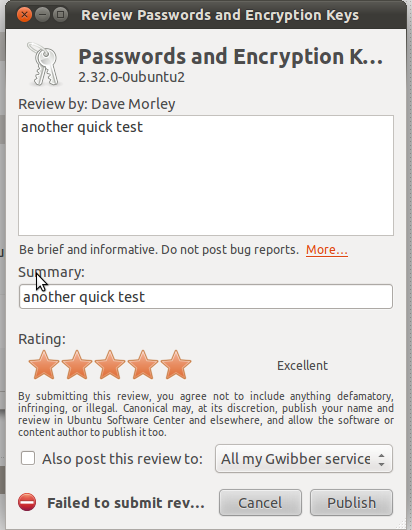 Review Passwords and Encryption Keys
Passwords and Encryption K...
2.32.0-0ubuntu2
Review by: Dave Morley
another quick test
Be brief and informative. Do not post bug reports. More...
Summary:
another quick test
Rating:
Excellent
By submitting this review, you agree not to include anything defamatory,
infringing, or illegal. Canonical may, at its discretion, publish your name and
review in Ubuntu Software Center and elsewhere, and allow the software or
content author to publish it too.
Also post this review to: All my Gwibber service
Failed to submit rev... Cancel Publish